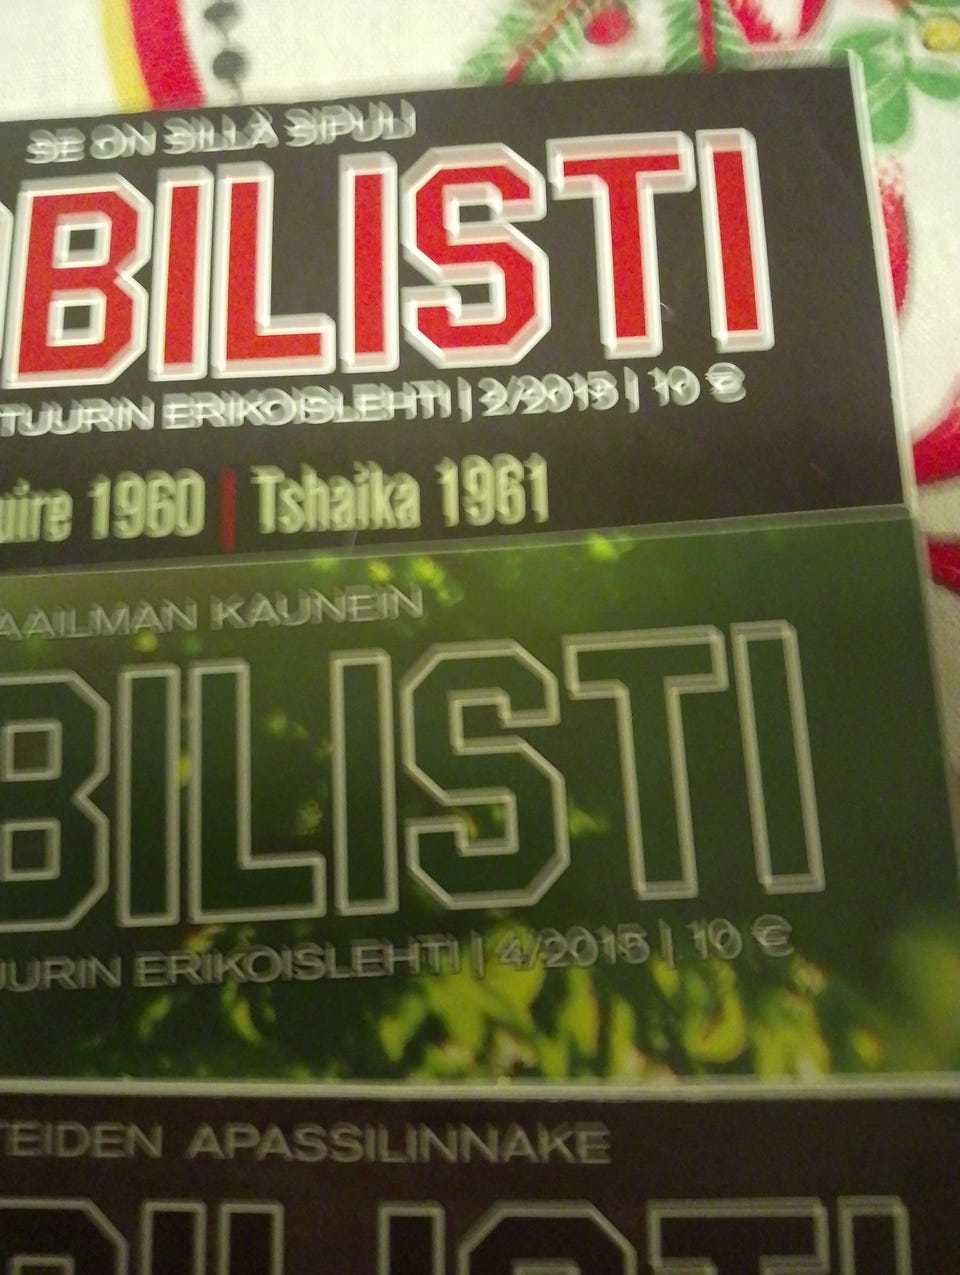 SE ON SILLÄ SIPULI
BILISTI
TUURIN ERIKOISLEHTI | 2/2015 | 10 €
uire 1960 | Tshaika 1961
AAILMAN KAUNEIN
BILISTI
UURIN ERIKOISLEHTI | 4/2015 | 10 €
TEIDEN APASSILINNAKE
BILISTI